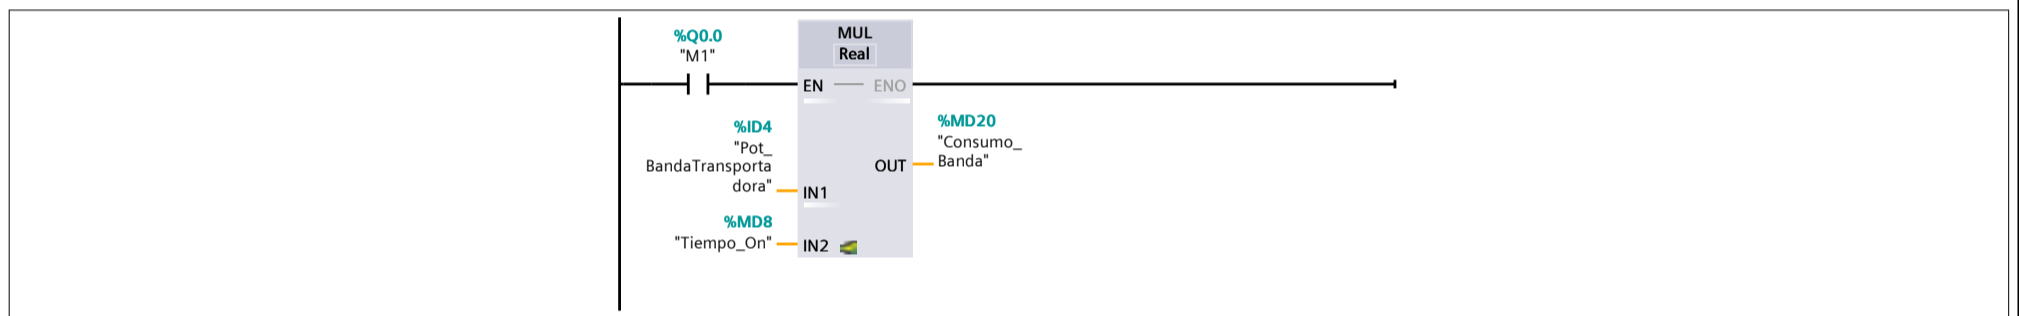 %Q0.0
"M1"
MUL
Real
EN
ENO
%ID4
"Pot_
BandaTransporta
dora"
IN1
%MD8
"Tiempo_On"
IN2
OUT
%MD20
"Consumo_
Banda"